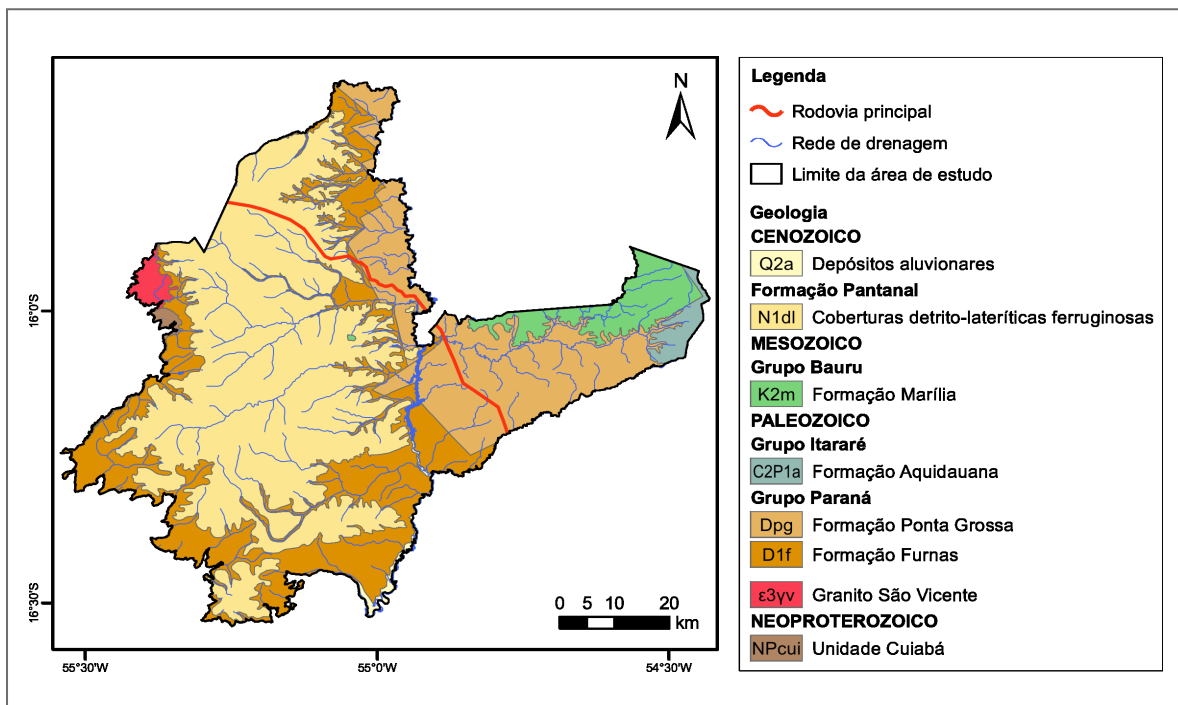 N
16°0'S
16°30'S
55°30'W
55°0'W
54°30'W
0 5 10 20
km
Legenda
Rodovia principal
Rede de drenagem
Limite da área de estudo
Geologia
CENOZOICO
Q2a Depósitos aluvionares
Formação Pantanal
N1dl Coberturas detrito-lateríticas ferruginosas
MESOZOICO
Grupo Bauru
K2m Formação Marília
PALEOZOICO
Grupo Itararé
C2P1a Formação Aquidauana
Grupo Paraná
Dpg Formação Ponta Grossa
D1f Formação Furnas
ε3γv Granito São Vicente
NEOPROTEROZOICO
NPcui Unidade Cuiabá